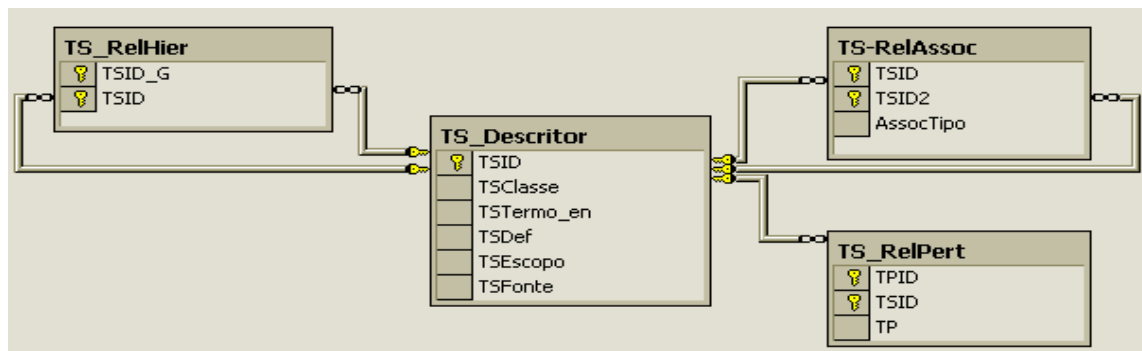 TS_RelHier
TSID_G
TSID
TS_Descritor
TSID
TSClasse
TSTermo_en
TSDef
TSEscopo
TSFonte
TS-RelAssoc
TSID
TSID2
AssocTipo
TS_RelPert
TPID
TSID
TP